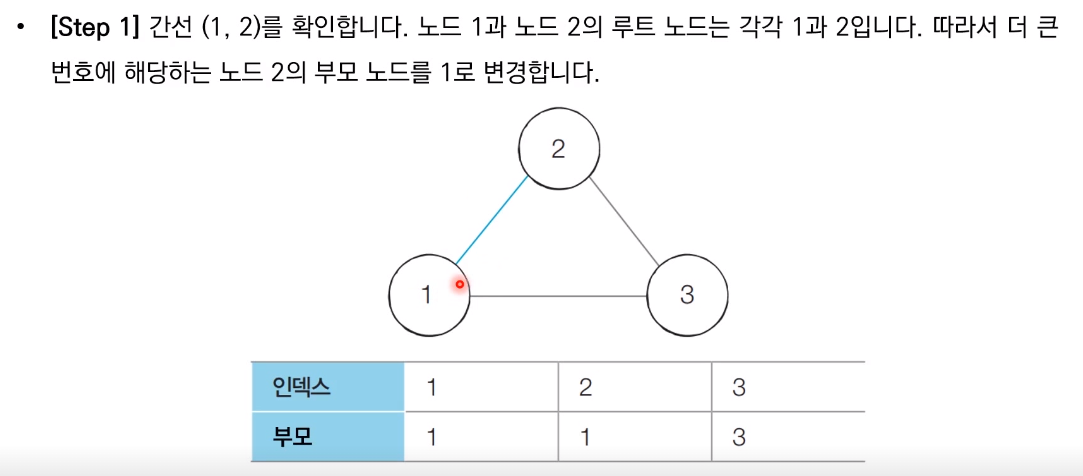 • [Step 1] 간선 (1, 2)를 확인합니다. 노드 1과 노드 2의 루트 노드는 각각 1과 2입니다. 따라서 더 큰
번호에 해당하는 노드 2의 부모 노드를 1로 변경합니다.
2
1 3
인덱스 1 2 3
부모 1 1 3